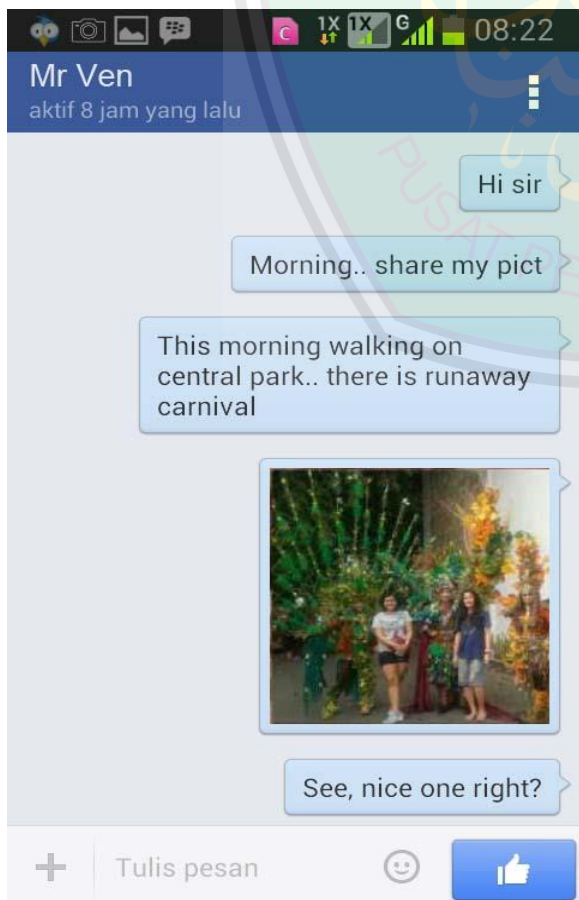 1X 1X G 08:22
Mr Ven
aktif 8 jam yang lalu
Hi sir
Morning.. share my pict
This morning walking on
central park.. there is runaway
carnival
See, nice one right?
Tulis pesan